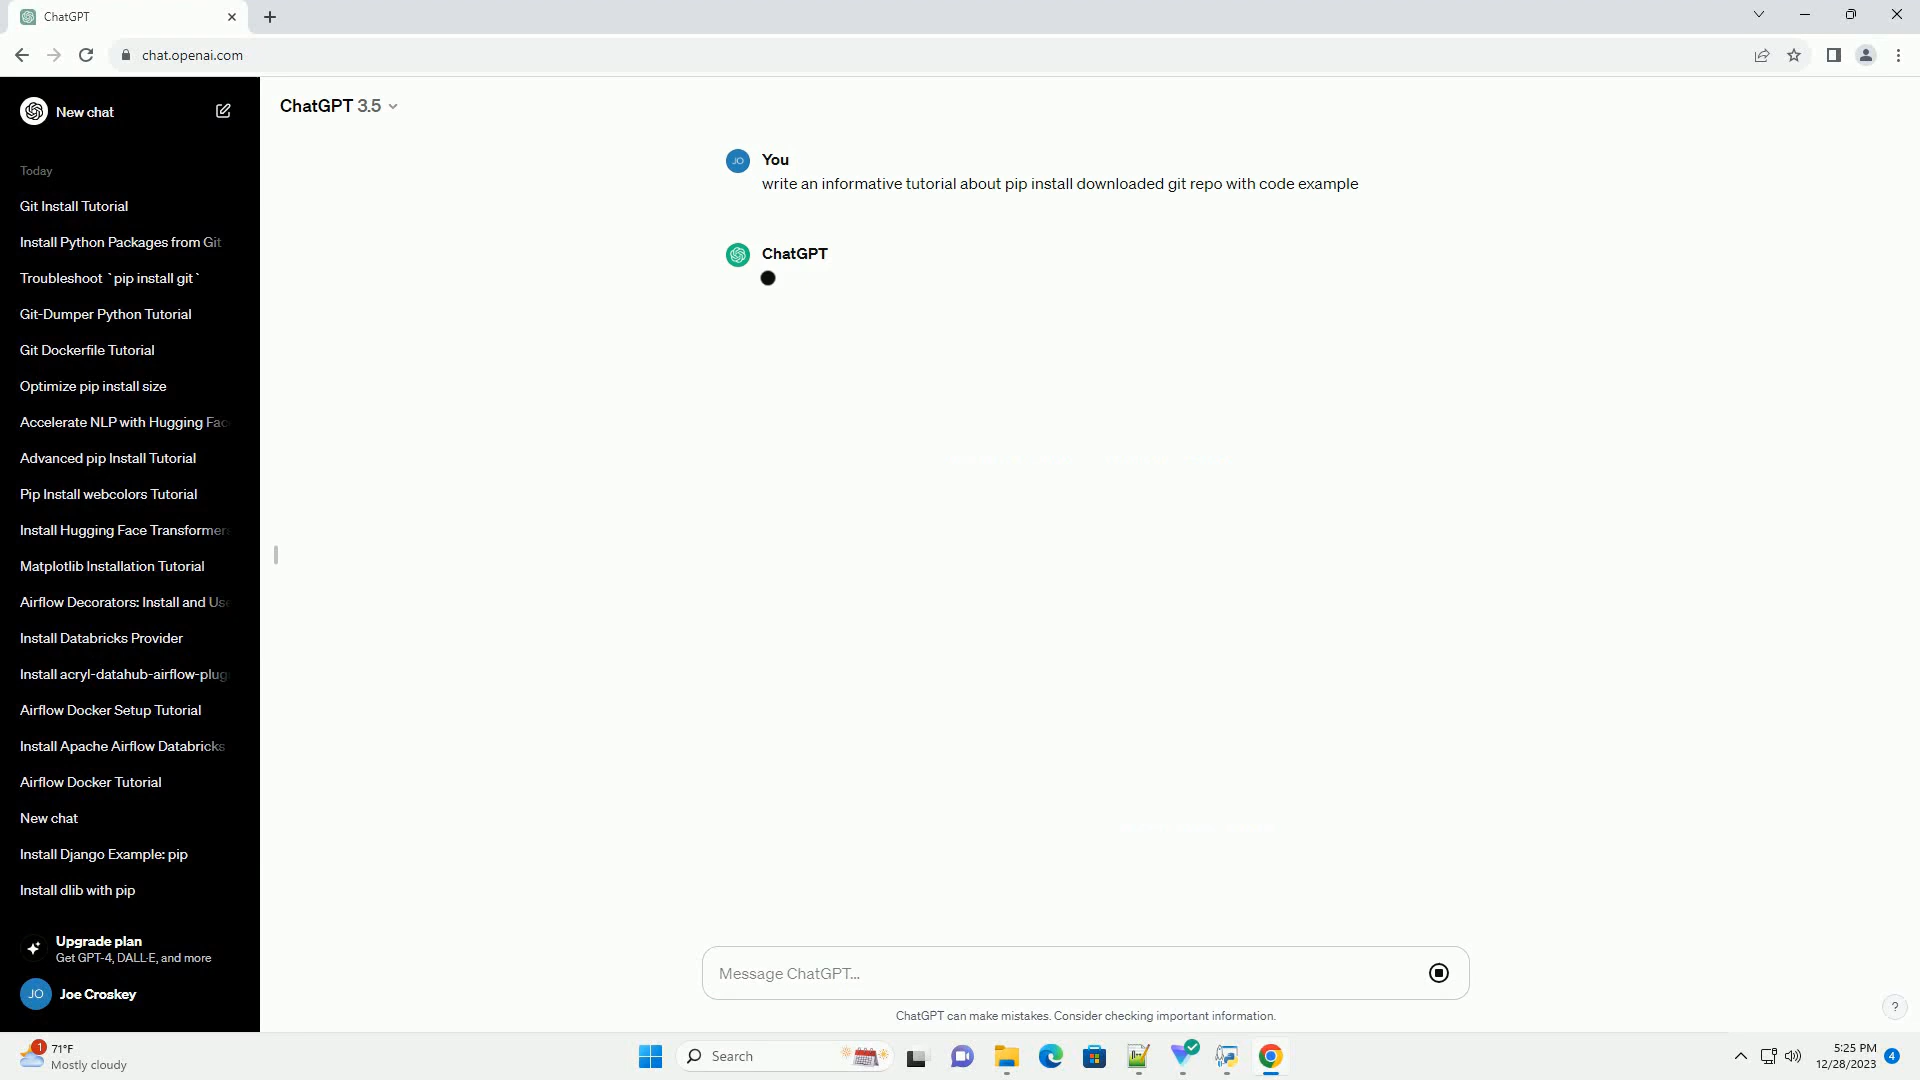 ChatGPT
chat.openai.com
New chat
ChatGPT 3.5
Today
Git Install Tutorial
Install Python Packages from Git
Troubleshoot `pip install git`
Git-Dumper Python Tutorial
Git Dockerfile Tutorial
Optimize pip install size
Accelerate NLP with Hugging Fac
Advanced pip Install Tutorial
Pip Install webcolors Tutorial
Install Hugging Face Transformers
Matplotlib Installation Tutorial
Airflow Decorators: Install and Use
Install Databricks Provider
Install acryl-datahub-airflow-plug
Airflow Docker Setup Tutorial
Install Apache Airflow Databricks
Airflow Docker Tutorial
New chat
Install Django Example: pip
Install dlib with pip
Upgrade plan
Get GPT-4, DALL·E, and more
JO Joe Croskey
JO You
write an informative tutorial about pip install downloaded git repo with code example
ChatGPT
Message ChatGPT...
ChatGPT can make mistakes. Consider checking important information.
?
1 71°F
Mostly cloudy
Search
5:25 PM
12/28/2023
4